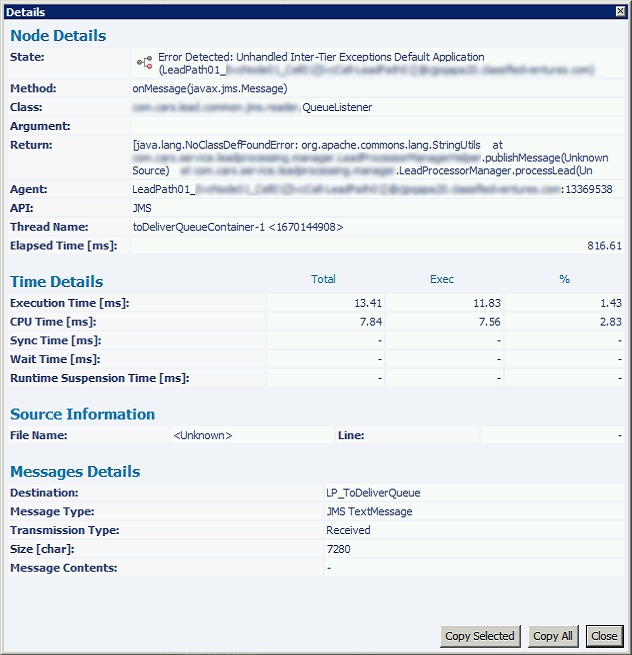 Details
Node Details
State: Error Detected: Unhandled Inter-Tier Exceptions Default Application
(LeadPath01_
Method: onMessage(javax.jms.Message)
Class: QueueListener
Argument:
Return: [java.lang.NoClassDefFoundError: org.apache.commons.lang.StringUtils at
.publishMessage(Unknown
Source) .LeadProcessorManager.processLead(Un
Agent: LeadPath01_ :13369538
API: JMS
Thread Name: toDeliverQueueContainer-1 <1670144908>
Elapsed Time [ms]: 816.61
Time Details Total Exec %
Execution Time [ms]: 13.41 11.83 1.43
CPU Time [ms]: 7.84 7.56 2.83
Sync Time [ms]: - - -
Wait Time [ms]: - - -
Runtime Suspension Time [ms]: - - -
Source Information
File Name: <Unknown> Line: -
Messages Details
Destination: LP_ToDeliverQueue
Message Type: JMS TextMessage
Transmission Type: Received
Size [char]: 7280
Message Contents: -
Copy Selected Copy All Close